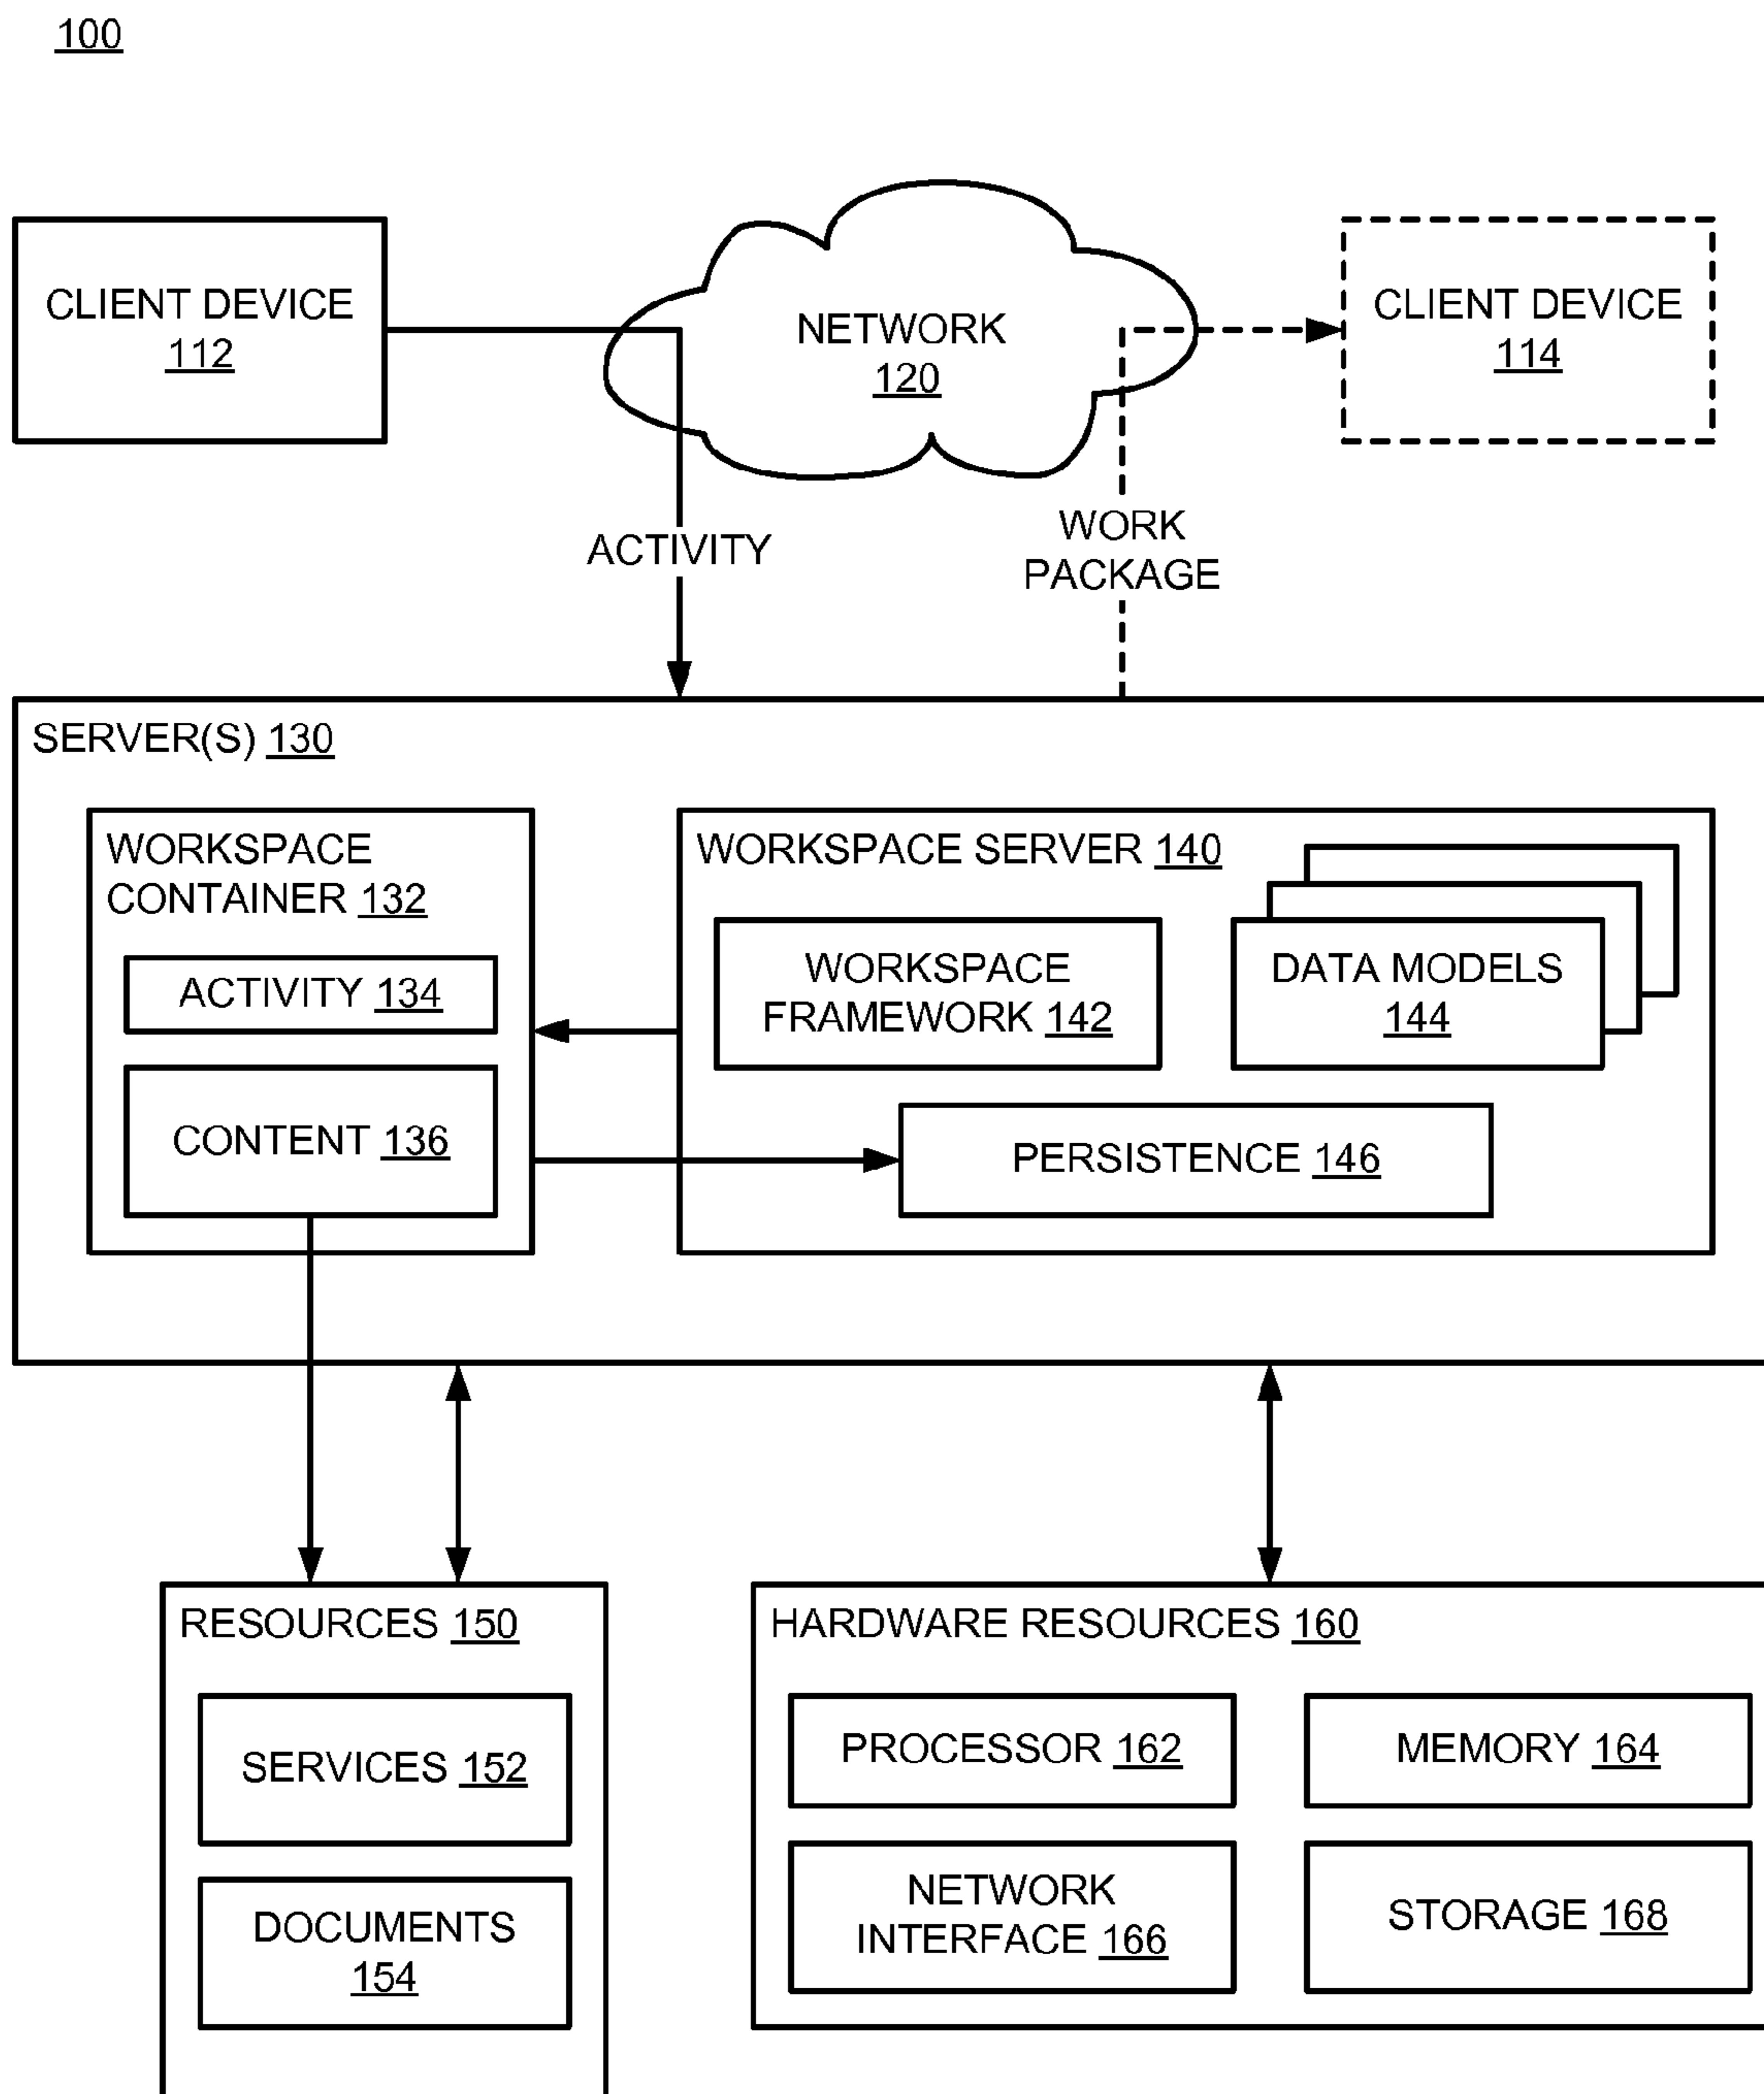 100
CLIENT DEVICE
112
NETWORK
120
CLIENT DEVICE
114
ACTIVITY
WORK
PACKAGE
SERVER(S) 130
WORKSPACE
CONTAINER 132
ACTIVITY 134
CONTENT 136
WORKSPACE SERVER 140
WORKSPACE
FRAMEWORK 142
DATA MODELS
144
PERSISTENCE 146
RESOURCES 150
SERVICES 152
DOCUMENTS
154
HARDWARE RESOURCES 160
PROCESSOR 162
MEMORY 164
NETWORK
INTERFACE 166
STORAGE 168